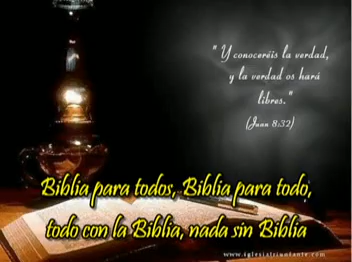 "Y conoceréis la verdad,
y la verdad os hará
libres."
(Juan 8:32)
Biblia para todos, Biblia para todo,
todo con la Biblia, nada sin Biblia
www.iglesiatriunfante.com